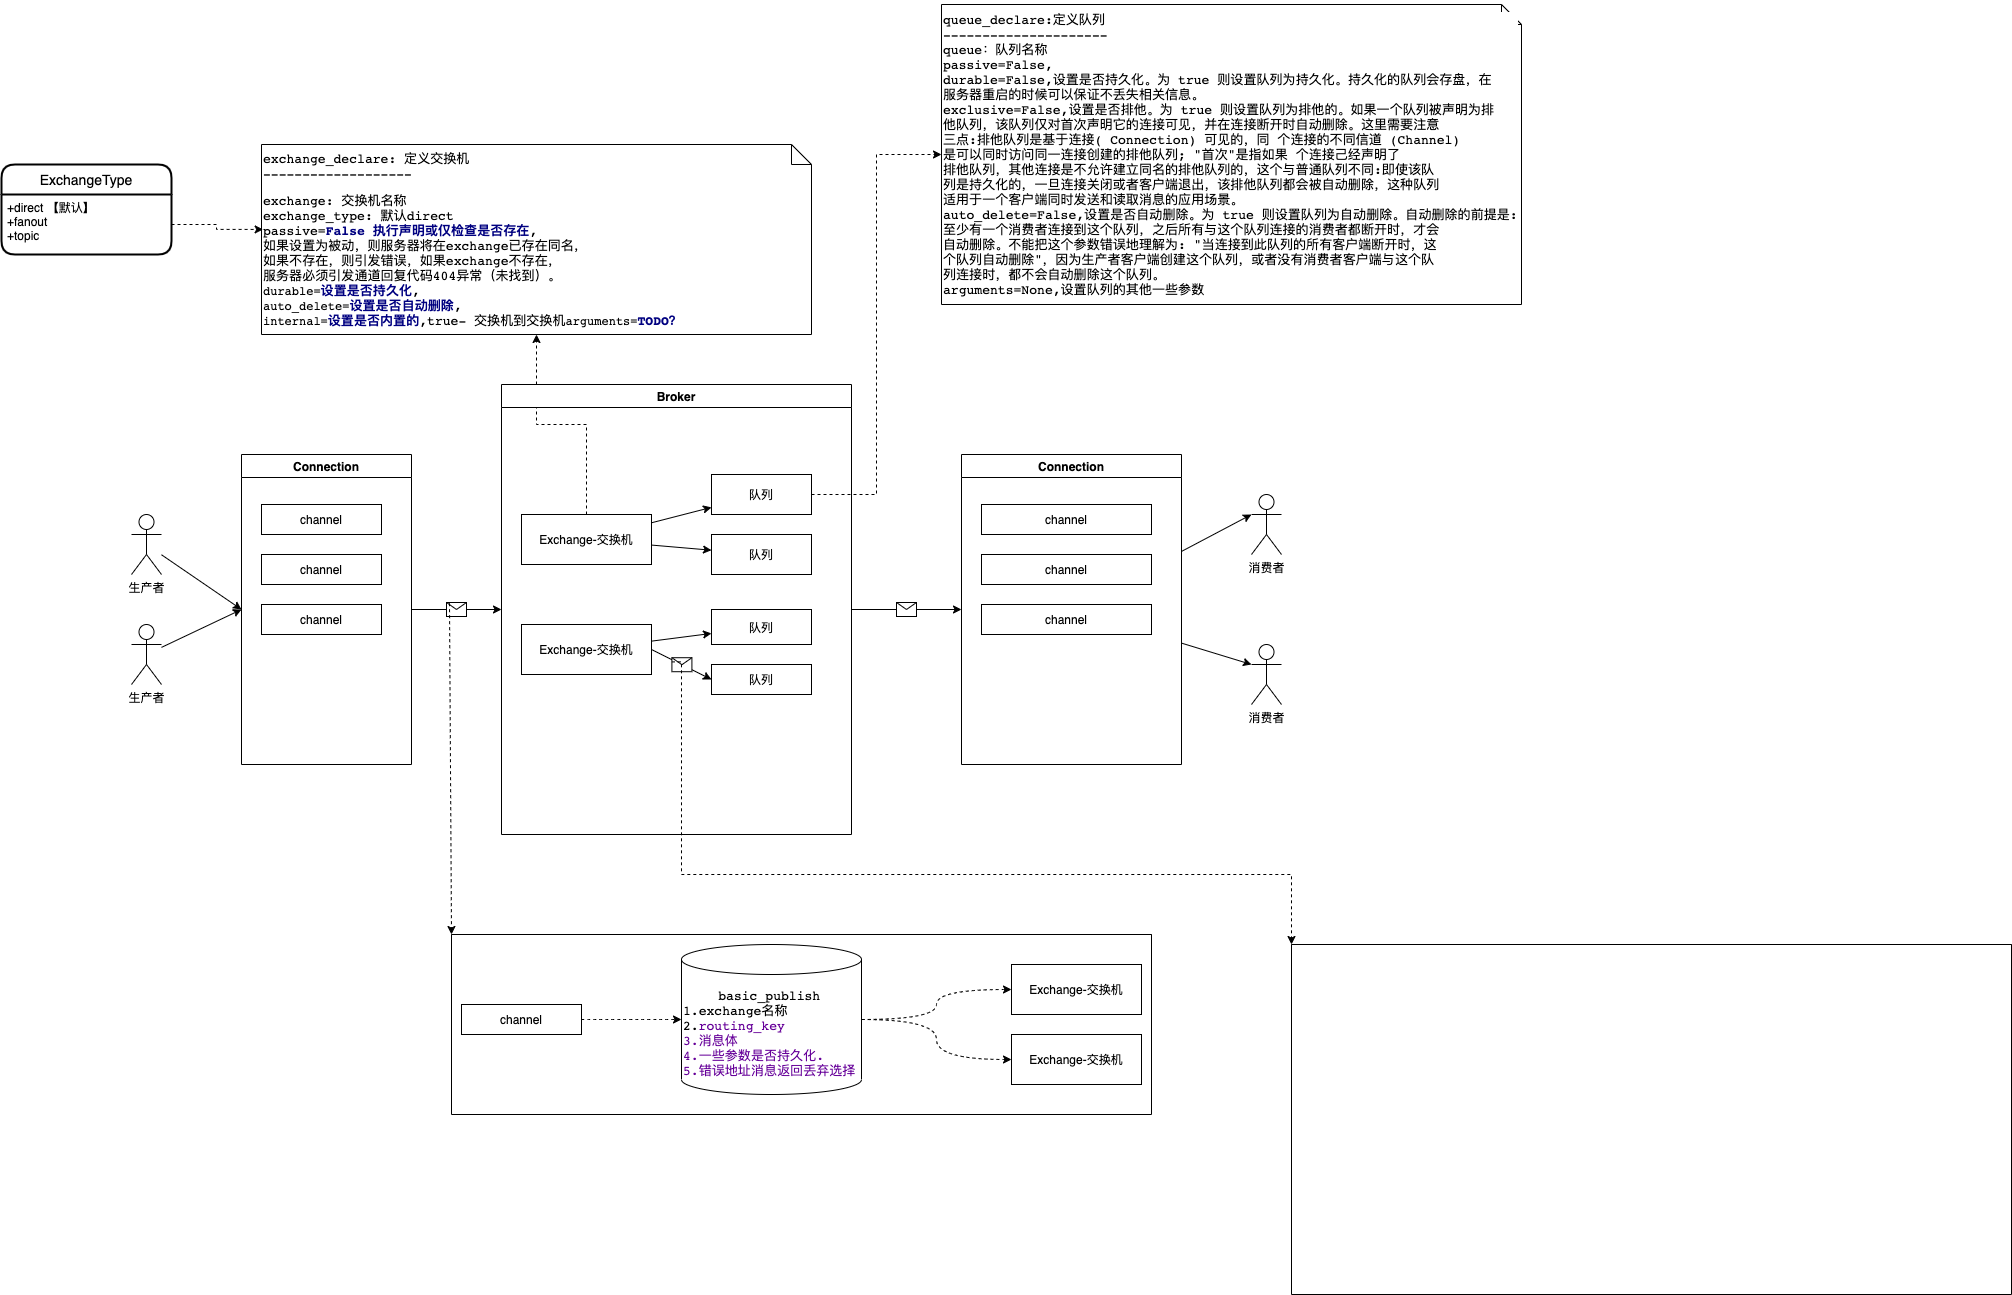 queue_declare:定义队列
---------------------
queue: 队列名称
passive=False,
durable=False,设置是否持久化。为 true 则设置队列为持久化。持久化的队列会存盘，在
服务器重启的时候可以保证不丢失相关信息。
exclusive=False,设置是否排他。为 true 则设置队列为排他的。如果一个队列被声明为排
他队列，该队列仅对首次声明它的连接可见，并在连接断开时自动删除。这里需要注意
三点:排他队列是基于连接( Connection) 可见的，同 个连接的不同信道 (Channel)
是可以同时访问同一连接创建的排他队列; "首次"是指如果 个连接己经声明了
排他队列，其他连接是不允许建立同名的排他队列的，这个与普通队列不同:即使该队
列是持久化的，一旦连接关闭或者客户端退出，该排他队列都会被自动删除，这种队列
适用于一个客户端同时发送和读取消息的应用场景。
auto_delete=False,设置是否自动删除。为 true 则设置队列为自动删除。自动删除的前提是:
至少有一个消费者连接到这个队列，之后所有与这个队列连接的消费者都断开时，才会
自动删除。不能把这个参数错误地理解为: "当连接到此队列的所有客户端断开时，这
个队列自动删除"，因为生产者客户端创建这个队列，或者没有消费者客户端与这个队
列连接时，都不会自动删除这个队列。
arguments=None,设置队列的其他一些参数
exchange_declare: 定义交换机
-------------------
exchange: 交换机名称
exchange_type: 默认direct
passive=False 执行声明或仅检查是否存在,
如果设置为被动，则服务器将在exchange已存在同名，
如果不存在，则引发错误，如果exchange不存在，
服务器必须引发通道回复代码404异常（未找到）。
durable=设置是否持久化,
auto_delete=设置是否自动删除,
internal=设置是否内置的,true- 交换机到交换机arguments=TODO?
ExchangeType
+direct 【默认】
+fanout
+topic
Broker
Connection
channel
channel
channel
生产者
生产者
Exchange-交换机
队列
队列
Exchange-交换机
队列
队列
Connection
channel
channel
channel
消费者
消费者
channel
basic_publish
1.exchange名称
2.routing_key
3.消息体
4.一些参数是否持久化.
5.错误地址消息返回丢弃选择
Exchange-交换机
Exchange-交换机